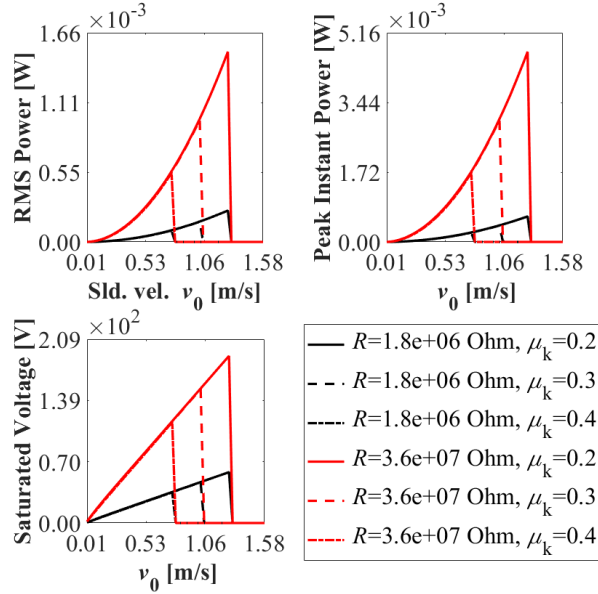 ×10⁻³
RMS Power [W]
1.66
1.11
0.55
0.00
0.01 0.53 1.06 1.58
Sld. vel. v₀ [m/s]
×10⁻³
Peak Instant Power [W]
5.16
3.44
1.72
0.00
0.01 0.53 1.06 1.58
v₀ [m/s]
×10²
Saturated Voltage [V]
2.09
1.39
0.70
0.00
0.01 0.53 1.06 1.58
v₀ [m/s]
R=1.8e+06 Ohm, μₖ=0.2
R=1.8e+06 Ohm, μₖ=0.3
R=1.8e+06 Ohm, μₖ=0.4
R=3.6e+07 Ohm, μₖ=0.2
R=3.6e+07 Ohm, μₖ=0.3
R=3.6e+07 Ohm, μₖ=0.4